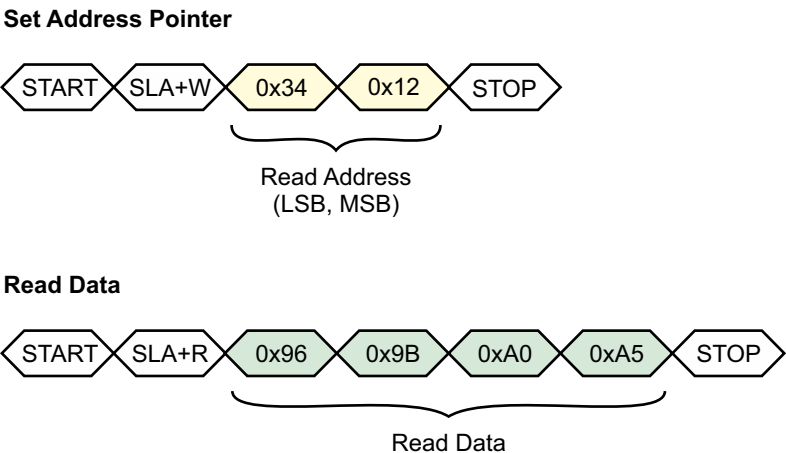 Set Address Pointer
START SLA+W 0x34 0x12 STOP
Read Address
(LSB, MSB)
Read Data
START SLA+R 0x96 0x9B 0xA0 0xA5 STOP
Read Data